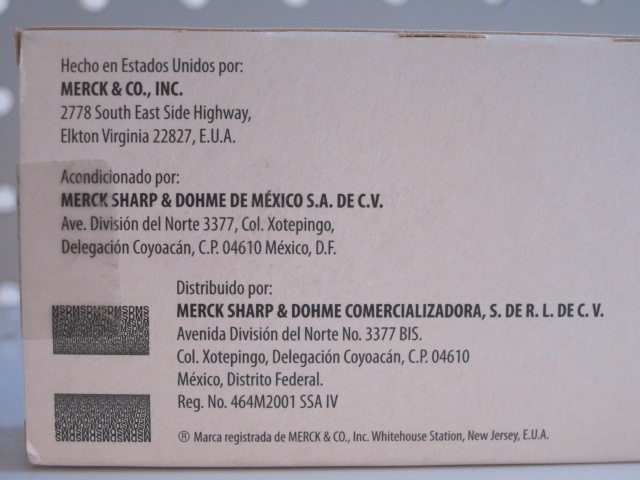 Hecho en Estados Unidos por:
MERCK & CO., INC.
2778 South East Side Highway,
Elkton Virginia 22827, E.U.A.
Acondicionado por:
MERCK SHARP & DOHME DE MÉXICO S.A. DE C.V.
Ave. División del Norte 3377, Col. Xotepingo,
Delegación Coyoacán, C.P. 04610 México, D.F.
Distribuido por:
MERCK SHARP & DOHME COMERCIALIZADORA, S. DE R. L. DE C. V.
Avenida División del Norte No. 3377 BIS.
Col. Xotepingo, Delegación Coyoacán, C.P. 04610
México, Distrito Federal.
Reg. No. 464M2001 SSA IV
® Marca registrada de MERCK & CO., Inc. Whitehouse Station, New Jersey, E.U.A.
MSDMSDMSDMSDMS